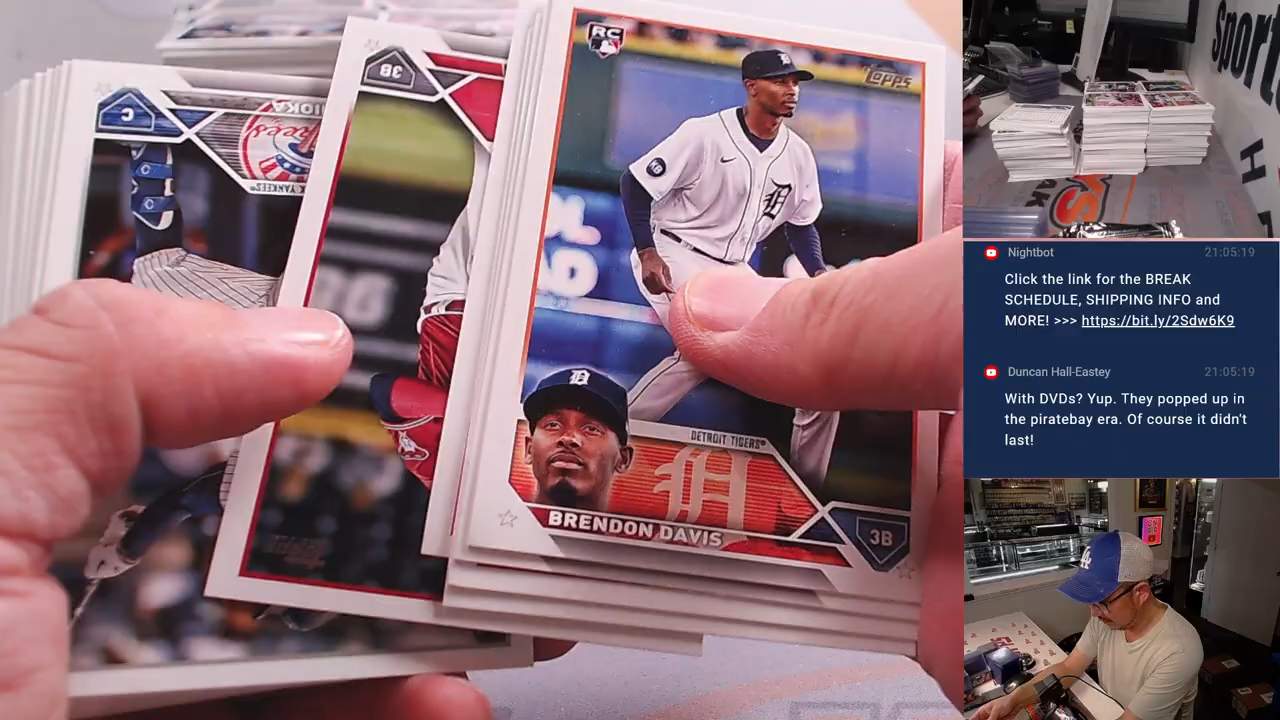 RC
Topps
DETROIT TIGERS®
BRENDON DAVIS
3B
3B
C
Sport
Nightbot
21:05:19
Click the link for the BREAK
SCHEDULE, SHIPPING INFO and
MORE! >>> https://bit.ly/2Sdw6K9
Duncan Hall-Eastey
21:05:19
With DVDs? Yup. They popped up in
the piratebay era. Of course it didn't
last!